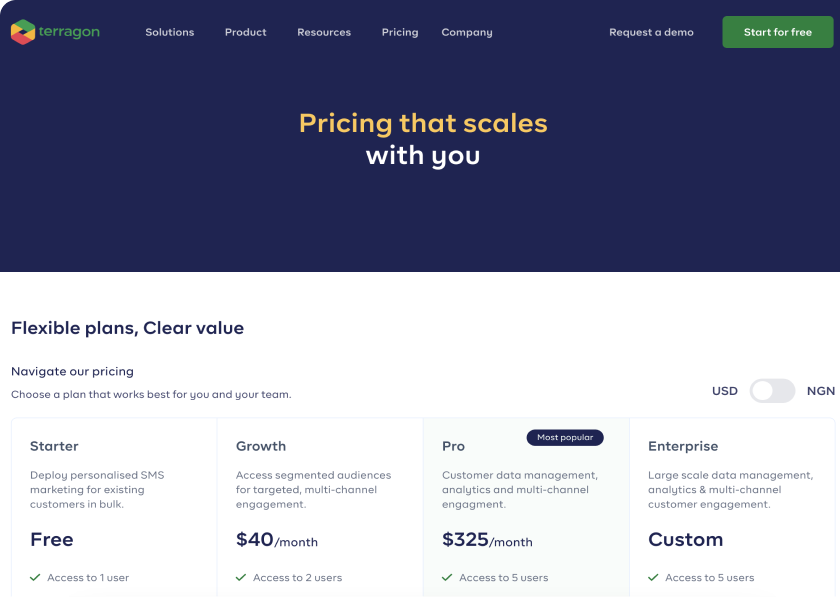 terragon
Solutions
Product
Resources
Pricing
Company
Request a demo
Start for free
Pricing that scales
with you
Flexible plans, Clear value
Navigate our pricing
Choose a plan that works best for you and your team.
USD
NGN
Starter
Deploy personalised SMS
marketing for existing
customers in bulk.
Free
Access to 1 user
Growth
Access segmented audiences
for targeted, multi-channel
engagement.
$40/month
Access to 2 users
Pro
Most popular
Customer data management,
analytics and multi-channel
engagment.
$325/month
Access to 5 users
Enterprise
Large scale data management,
analytics & multi-channel
customer engagement.
Custom
Access to 5 users